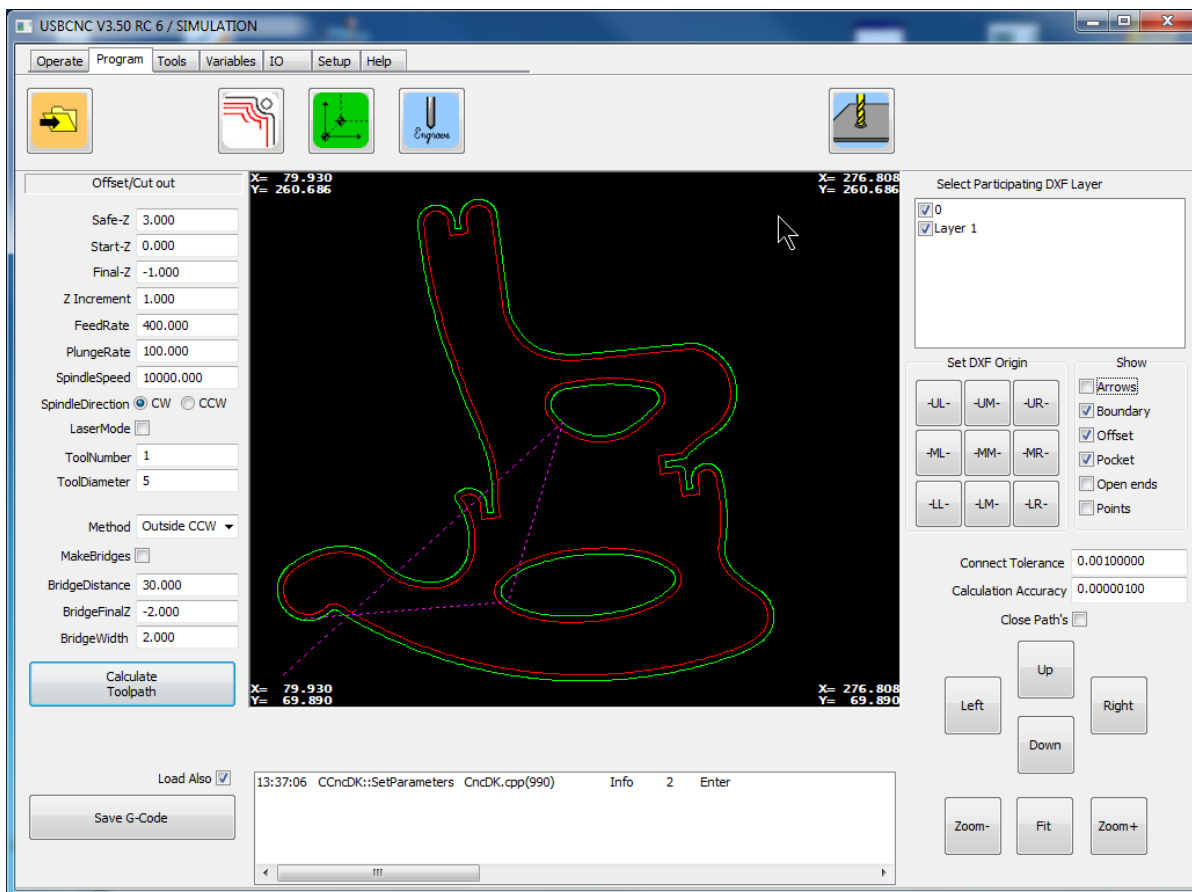 USBCNC V3.50 RC 6 / SIMULATION
Operate Program Tools Variables IO Setup Help
Engrave
Offset/Cut out
Safe-Z 3.000
Start-Z 0.000
Final-Z -1.000
Z Increment 1.000
FeedRate 400.000
PlungeRate 100.000
SpindleSpeed 10000.000
SpindleDirection CW CCW
LaserMode
ToolNumber 1
ToolDiameter 5
Method Outside CCW
MakeBridges
BridgeDistance 30.000
BridgeFinalZ -2.000
BridgeWidth 2.000
Calculate
Toolpath
Load Also
Save G-Code
X= 79.930
Y= 260.686
X= 276.808
Y= 260.686
X= 79.930
Y= 69.890
X= 276.808
Y= 69.890
13:37:06 CCncDK::SetParameters CncDK.cpp(990) Info 2 Enter
Select Participating DXF Layer
0
Layer 1
Set DXF Origin
-UL- -UM- -UR-
-ML- -MM- -MR-
-LL- -LM- -LR-
Show
Arrows
Boundary
Offset
Pocket
Open ends
Points
Connect Tolerance 0.00100000
Calculation Accuracy 0.00000100
Close Path's
Up
Left Right
Down
Zoom- Fit Zoom+